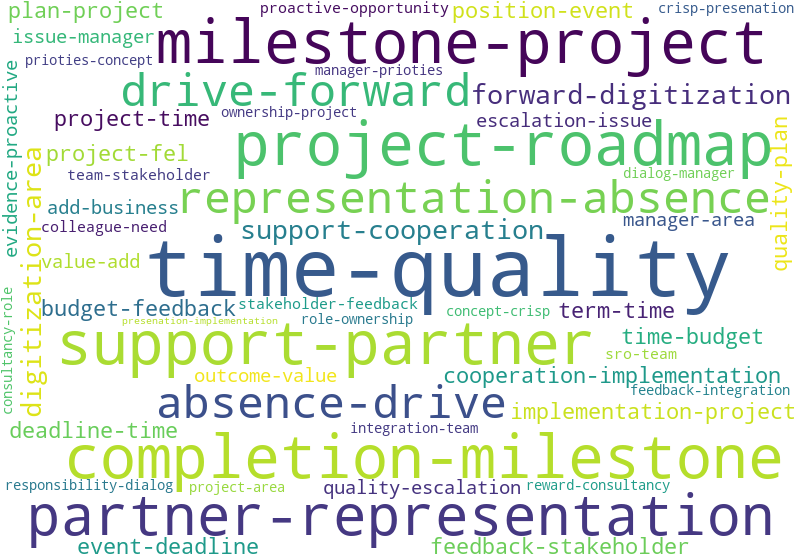 plan-project
proactive-opportunity
position-event
crisp-presenation
issue-manager
milestone-project
prioties-concept
manager-prioties
drive-forward
forward-digitization
project-time
ownership-project
escalation-issue
evidence-proactive
project-fel
project-roadmap
quality-plan
team-stakeholder
dialog-manager
digitization-area
representation-absence
add-business
manager-area
colleague-need
support-cooperation
value-add
time-quality
budget-feedback
stakeholder-feedback
concept-crisp
term-time
consultancy-role
presenation-implementation
role-ownership
time-budget
support-partner
sro-team
outcome-value
cooperation-implementation
feedback-integration
absence-drive
implementation-project
deadline-time
integration-team
completion-milestone
responsibility-dialog
project-area
quality-escalation
reward-consultancy
partner-representation
event-deadline
feedback-stakeholder